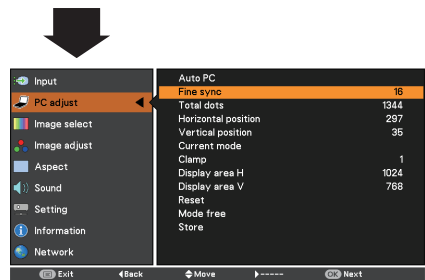 Input
PC adjust
Image select
Image adjust
Aspect
Sound
Setting
Information
Network
Auto PC
Fine sync 16
Total dots 1344
Horizontal position 297
Vertical position 35
Current mode
Clamp 1
Display area H 1024
Display area V 768
Reset
Mode free
Store
Exit Back Move ----- OK Next